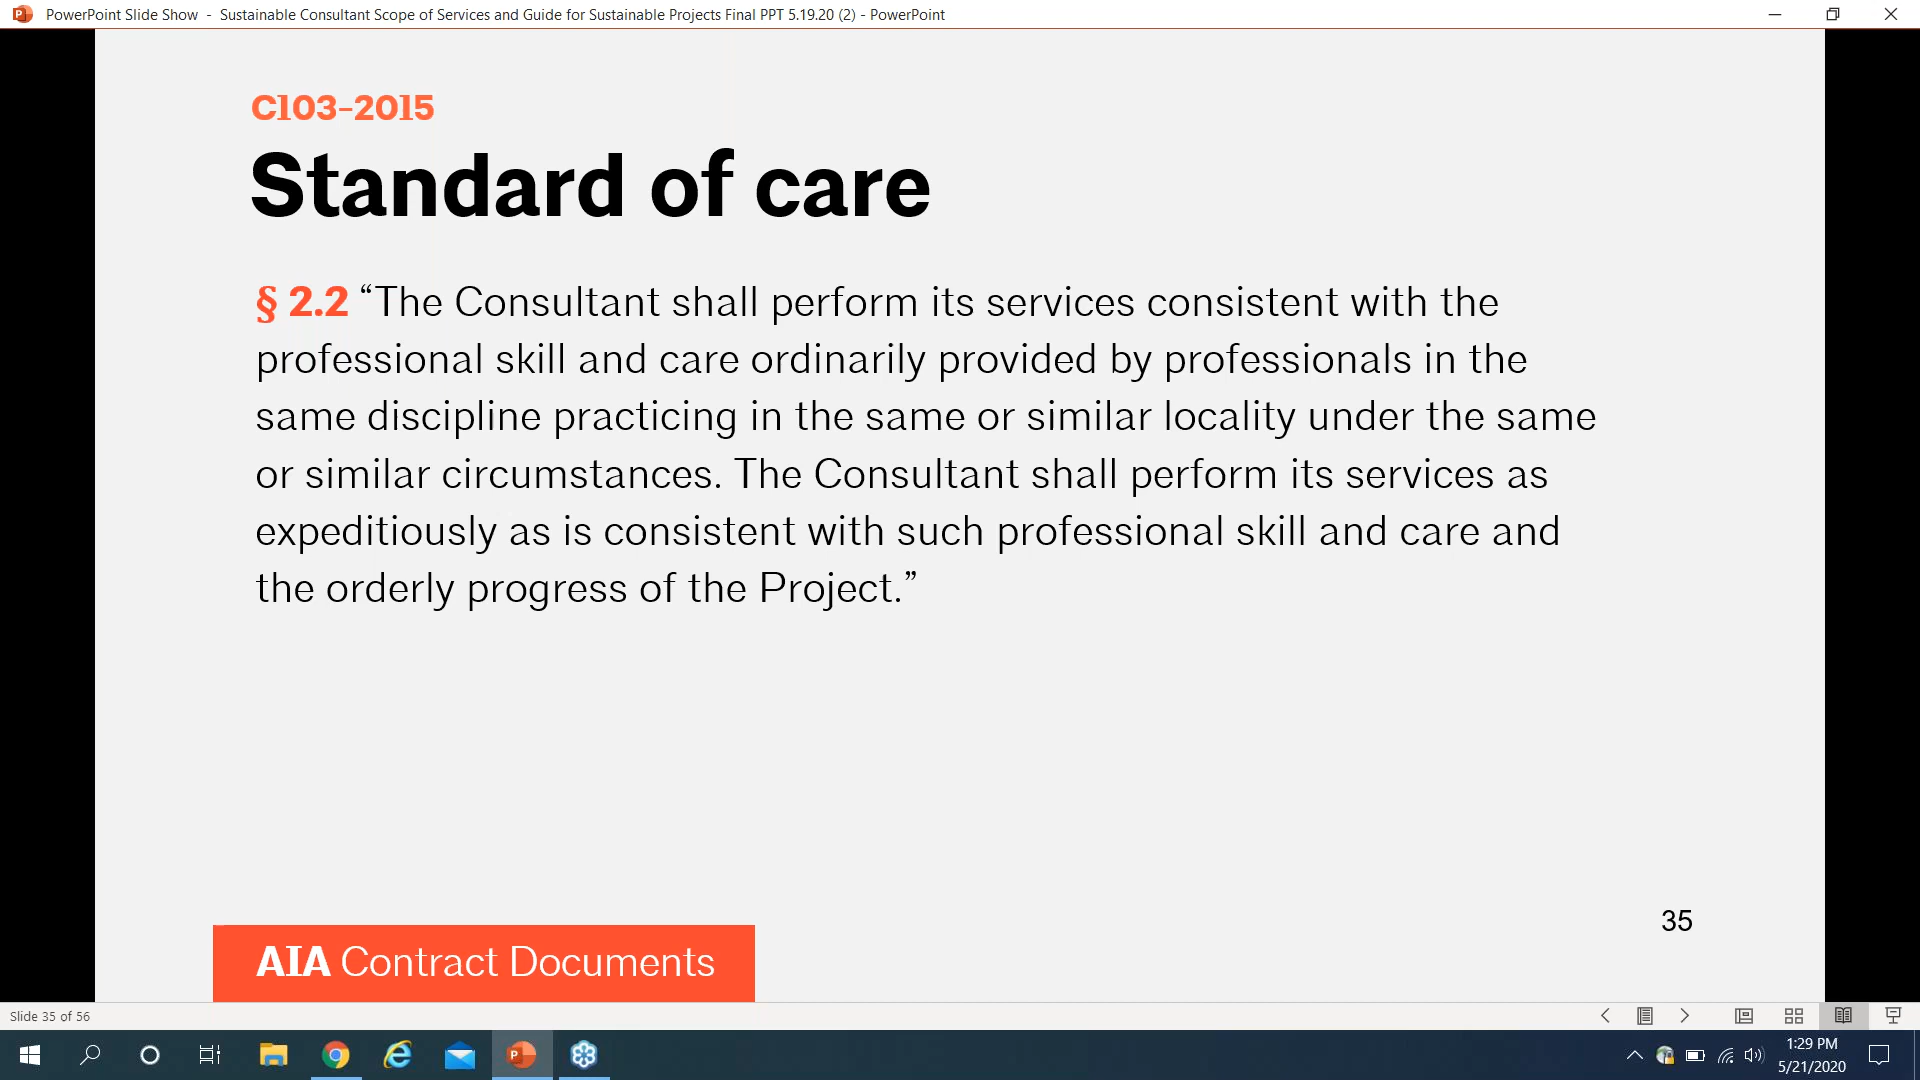 PowerPoint Slide Show - Sustainable Consultant Scope of Services and Guide for Sustainable Projects Final PPT 5.19.20 (2) - PowerPoint
C103-2015
Standard of care
§ 2.2 “The Consultant shall perform its services consistent with the
professional skill and care ordinarily provided by professionals in the
same discipline practicing in the same or similar locality under the same
or similar circumstances. The Consultant shall perform its services as
expeditiously as is consistent with such professional skill and care and
the orderly progress of the Project.”
35
AIA Contract Documents
Slide 35 of 56
1:29 PM
5/21/2020